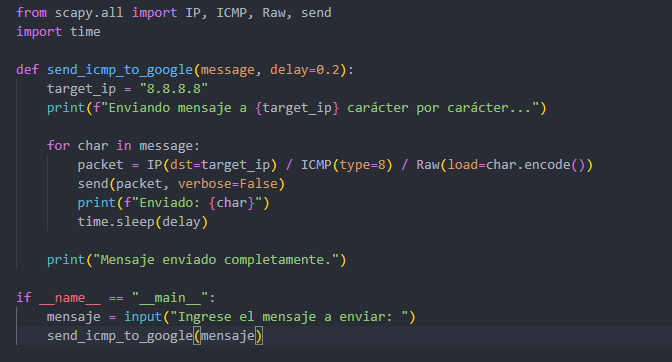 from scapy.all import IP, ICMP, Raw, send
import time

def send_icmp_to_google(message, delay=0.2):
    target_ip = "8.8.8.8"
    print(f"Enviando mensaje a {target_ip} carácter por carácter...")

    for char in message:
        packet = IP(dst=target_ip) / ICMP(type=8) / Raw(load=char.encode())
        send(packet, verbose=False)
        print(f"Enviado: {char}")
        time.sleep(delay)

    print("Mensaje enviado completamente.")

if __name__ == "__main__":
    mensaje = input("Ingrese el mensaje a enviar: ")
    send_icmp_to_google(mensaje)